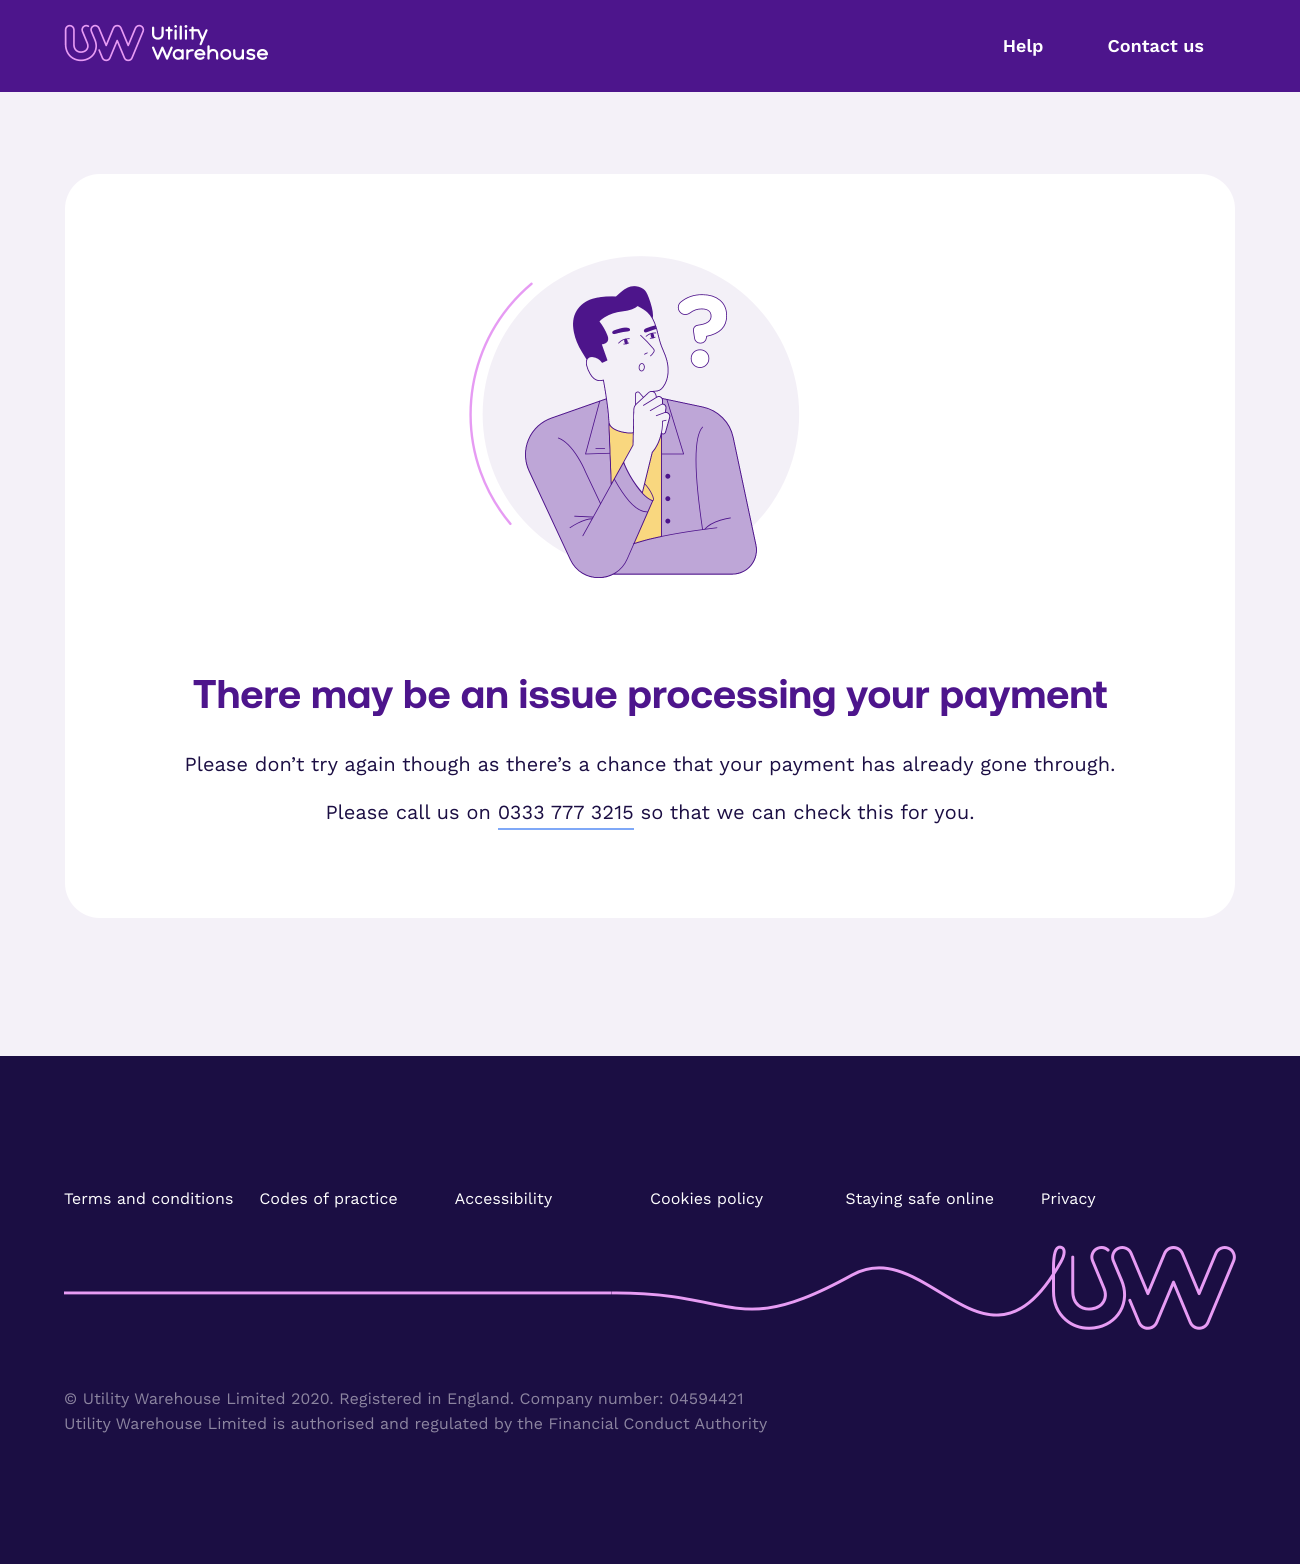 UW Utility
Warehouse
Help
Contact us
?
There may be an issue processing your payment
Please don’t try again though as there’s a chance that your payment has already gone through.
Please call us on 0333 777 3215 so that we can check this for you.
Terms and conditions
Codes of practice
Accessibility
Cookies policy
Staying safe online
Privacy
UW
© Utility Warehouse Limited 2020. Registered in England. Company number: 04594421
Utility Warehouse Limited is authorised and regulated by the Financial Conduct Authority